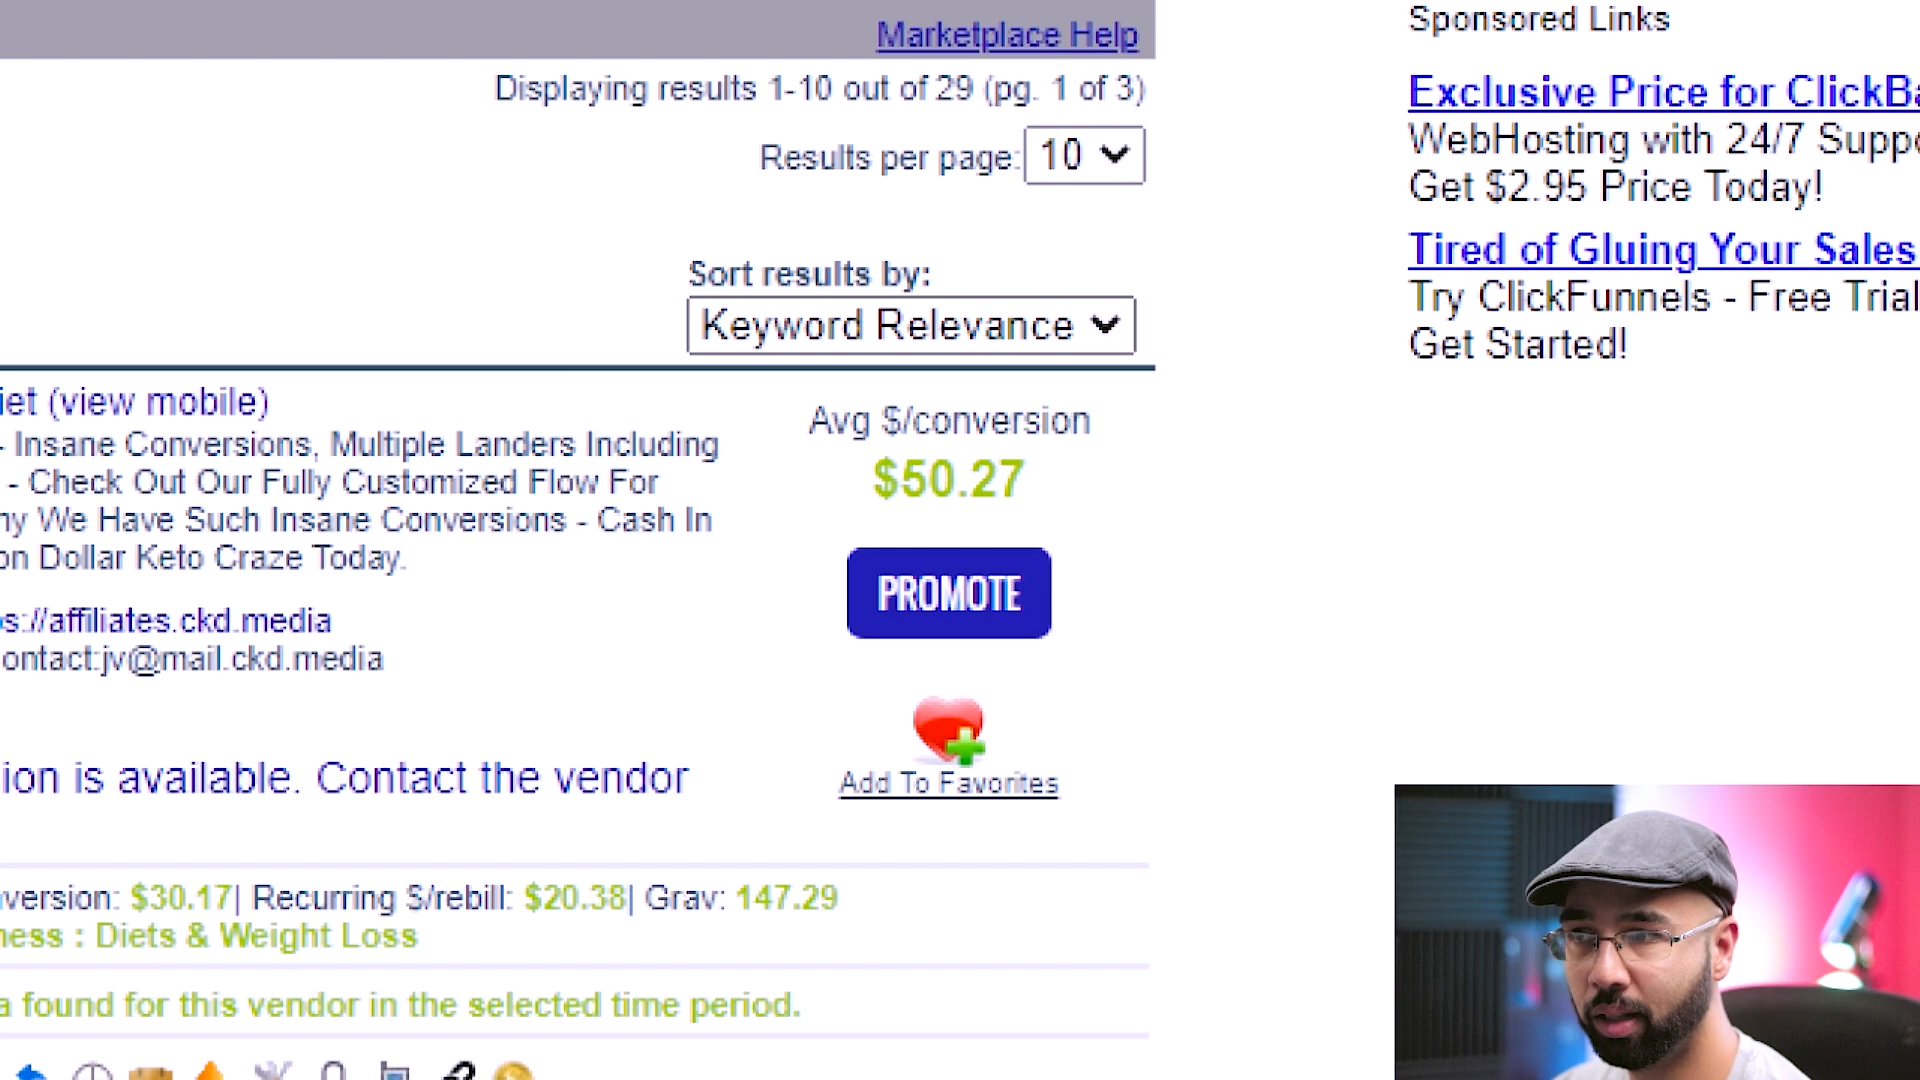 Marketplace Help
Displaying results 1-10 out of 29 (pg. 1 of 3)
Results per page: 10
Sort results by:
Keyword Relevance
iet (view mobile)
- Insane Conversions, Multiple Landers Including
- Check Out Our Fully Customized Flow For
ny We Have Such Insane Conversions - Cash In
on Dollar Keto Craze Today.
s://affiliates.ckd.media
ontact:jv@mail.ckd.media
ion is available. Contact the vendor
Avg $/conversion
$50.27
PROMOTE
Add To Favorites
version: $30.17| Recurring $/rebill: $20.38| Grav: 147.29
ness : Diets & Weight Loss
a found for this vendor in the selected time period.
Sponsored Links
Exclusive Price for ClickBa
WebHosting with 24/7 Suppo
Get $2.95 Price Today!
Tired of Gluing Your Sales
Try ClickFunnels - Free Trial
Get Started!